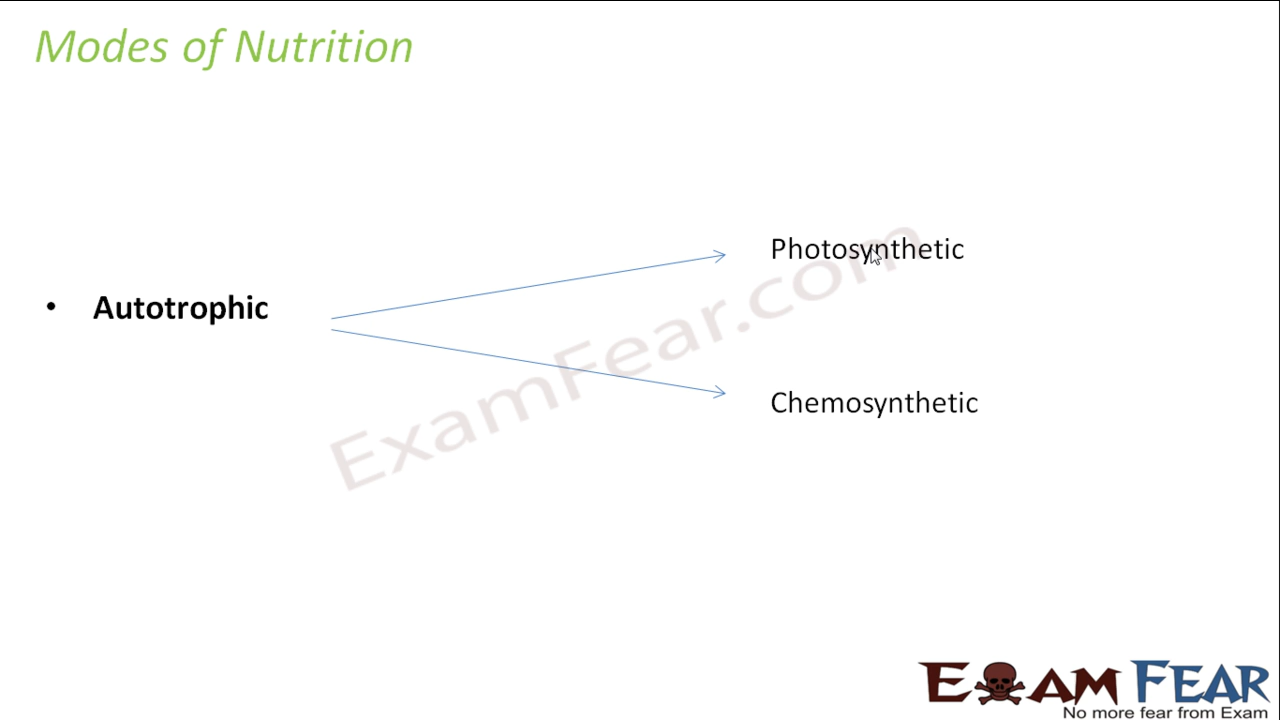 Modes of Nutrition
Photosynthetic
• Autotrophic
Chemosynthetic
ExamFear.com
EXAM FEAR
No more fear from Exam